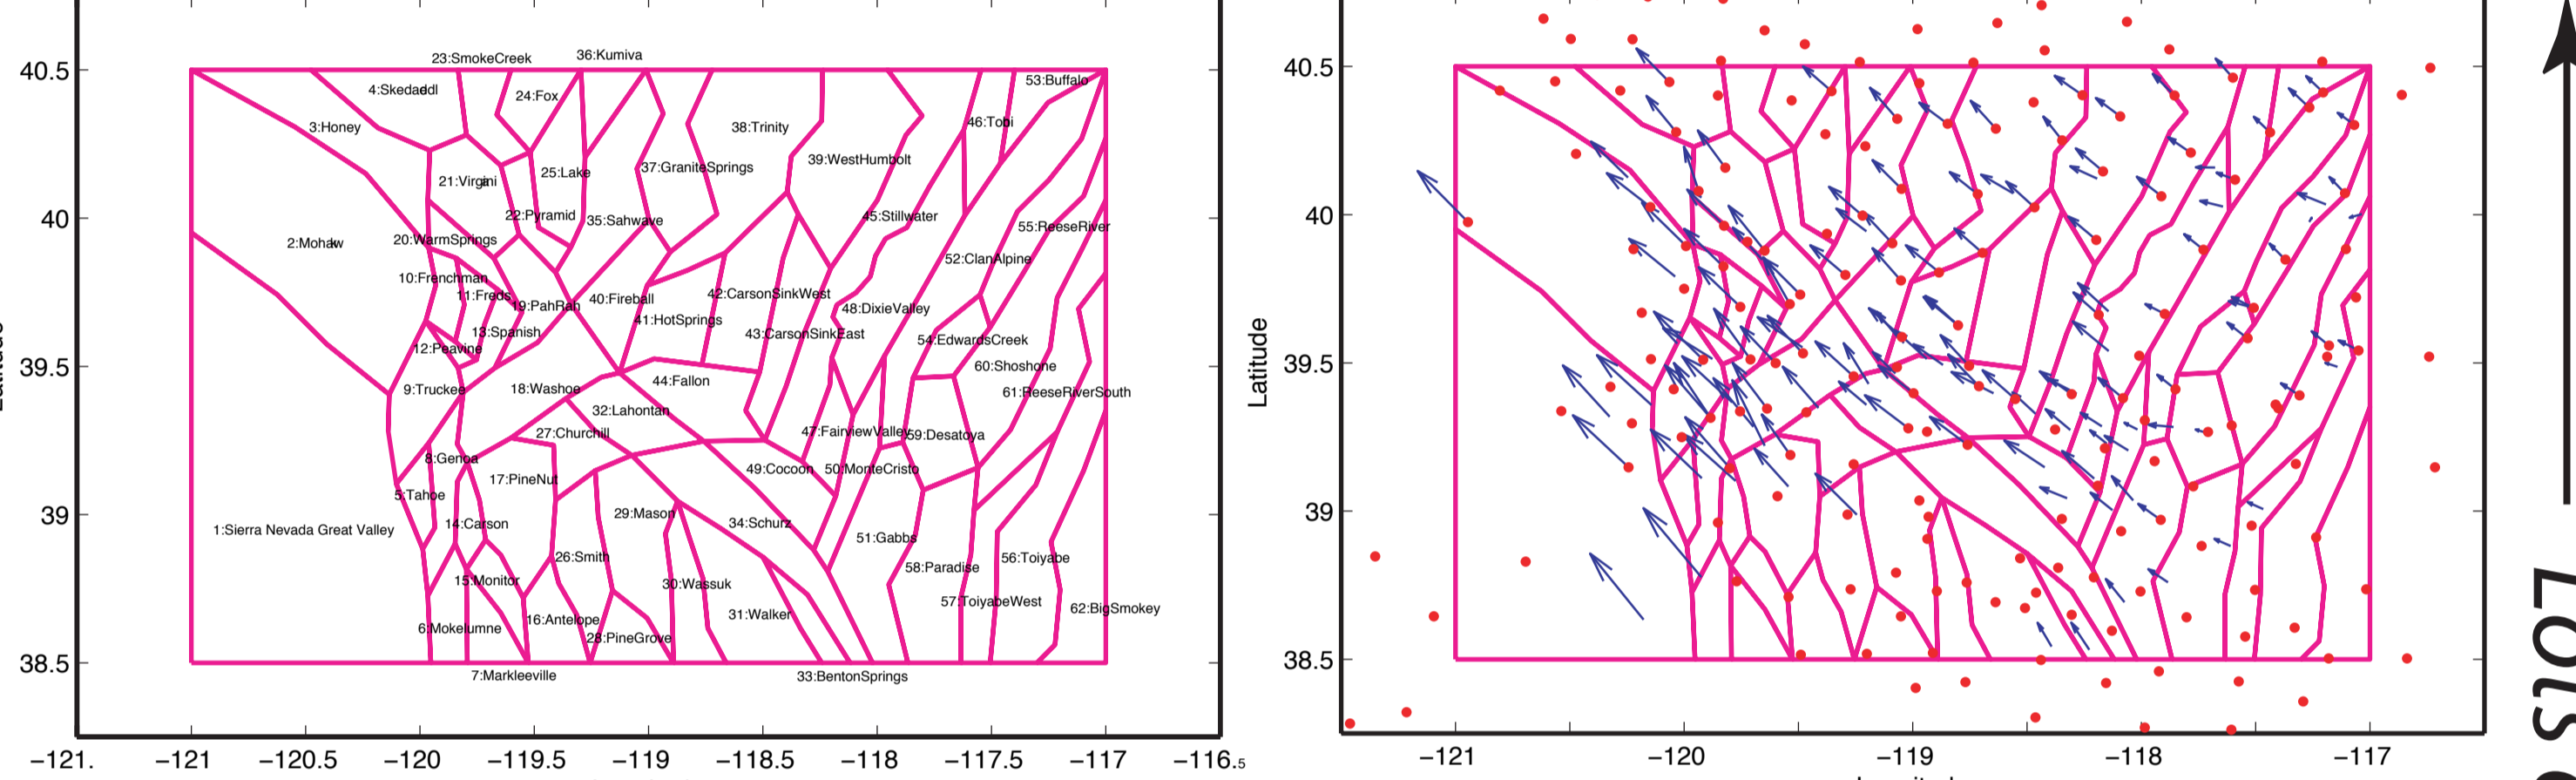 23:SmokeCreek
36:Kumiva
40.5
4:Skedaddl
24:Fox
53:Buffalo
3:Honey
38:Trinity
46:Tobi
39:WestHumbolt
37:GraniteSprings
25:Lake
21:Virgini
22:Pyramid
35:Sahwave
45:Stillwater
40
55:ReeseRiver
2:Mohaw
20:WarmSprings
52:ClanAlpine
10:Frenchman
11:Freds
19:PahRah
40:Fireball
42:CarsonSinkWest
48:DixieValley
41:HotSprings
13:Spanish
43:CarsonSinkEast
54:EdwardsCreek
12:Peavine
39.5
60:Shoshone
44:Fallon
9:Truckee
18:Washoe
61:ReeseRiverSouth
32:Lahontan
27:Churchill
47:FairviewValley
59:Desatoya
8:Genoa
49:Cocoon
50:MonteCristo
17:PineNut
5:Tahoe
39
29:Mason
34:Schurz
14:Carson
1:Sierra Nevada Great Valley
51:Gabbs
26:Smith
56:Toiyabe
58:Paradise
15:Monitor
30:Wassuk
57:ToiyabeWest
62:BigSmokey
31:Walker
16:Antelope
6:Mokelumne
28:PineGrove
38.5
7:Markleeville
33:BentonSprings
−121.
−121
−120.5
−120
−119.5
−119
−118.5
−118
−117.5
−117
−116.5
40.5
40
39.5
39
38.5
Latitude
−121
−120
−119
−118
−117
Lots